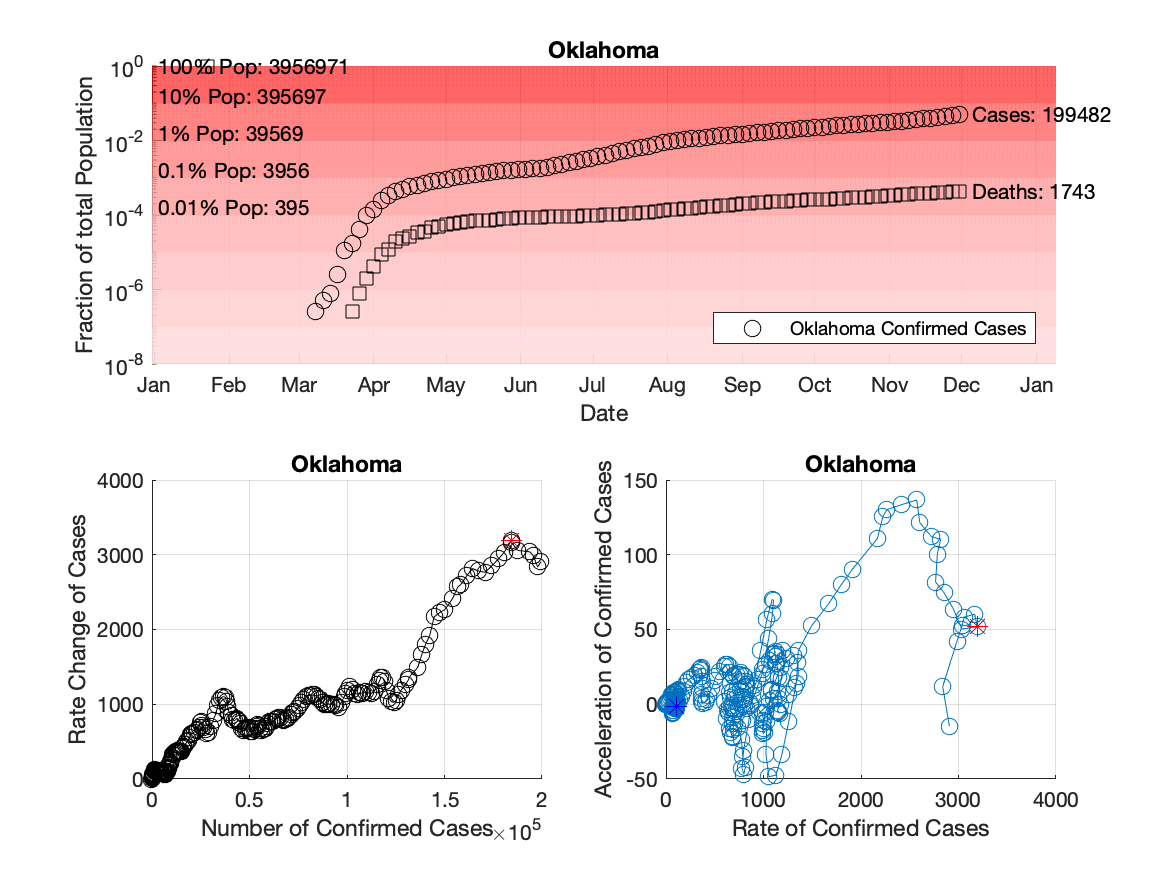 Oklahoma
10^0
10^-2
10^-4
10^-6
10^-8
Fraction of total Population
100% Pop: 3956971
10% Pop: 395697
1% Pop: 39569
0.1% Pop: 3956
0.01% Pop: 395
Cases: 199482
Deaths: 1743
Oklahoma Confirmed Cases
Jan Feb Mar Apr May Jun Jul Aug Sep Oct Nov Dec Jan
Date
Oklahoma
4000
3000
2000
1000
0
Rate Change of Cases
0 0.5 1 1.5 2
Number of Confirmed Cases ×10^5
Oklahoma
150
100
50
0
-50
Acceleration of Confirmed Cases
0 1000 2000 3000 4000
Rate of Confirmed Cases